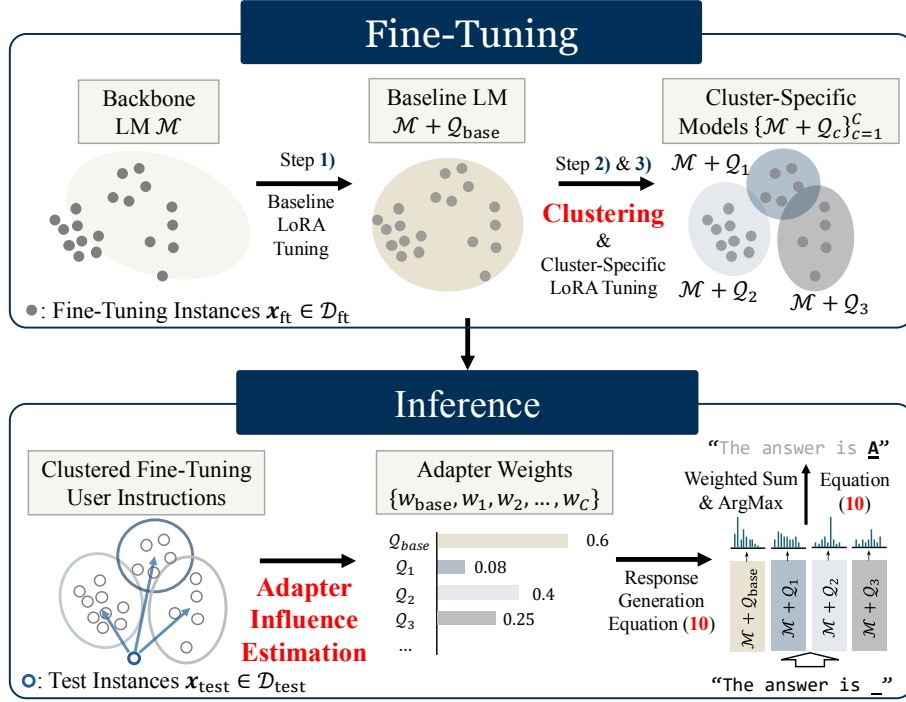 Fine-Tuning
Backbone
LM ℳ
Baseline LM
ℳ + 𝒬base
Cluster-Specific
Models {ℳ + 𝒬c}ᶜc=1
Step 1)
Baseline
LoRA
Tuning
Step 2) & 3)
Clustering
&
Cluster-Specific
LoRA Tuning
ℳ + 𝒬1
ℳ + 𝒬2
ℳ + 𝒬3
: Fine-Tuning Instances 𝒙ft ∈ 𝒟ft
Inference
Clustered Fine-Tuning
User Instructions
Adapter
Influence
Estimation
: Test Instances 𝒙test ∈ 𝒟test
Adapter Weights
{wbase, w1, w2, … , wC}
𝒬base 0.6
𝒬1 0.08
𝒬2 0.4
𝒬3 0.25
...
Response
Generation
Equation (10)
“The answer is A”
Weighted Sum
& ArgMax
Equation
(10)
ℳ + 𝒬base
ℳ + 𝒬1
ℳ + 𝒬2
ℳ + 𝒬3
“The answer is _”